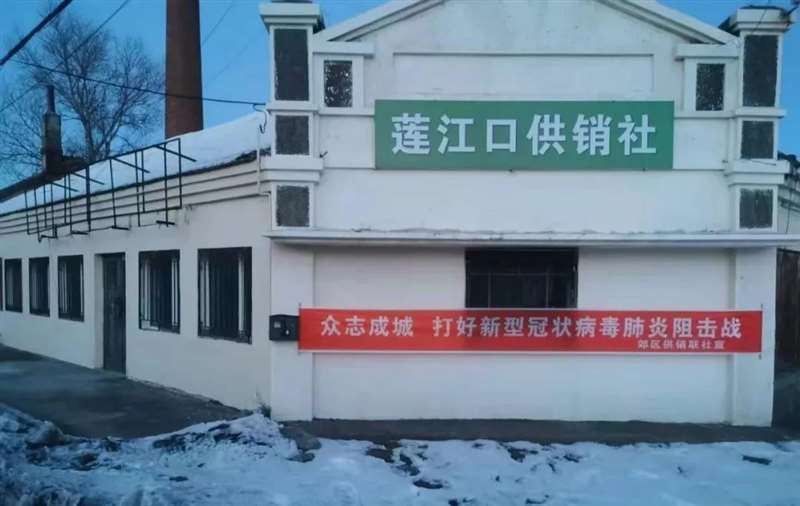 莲江口供销社
众志成城 打好新型冠状病毒肺炎阻击战
郊区供销联社宣